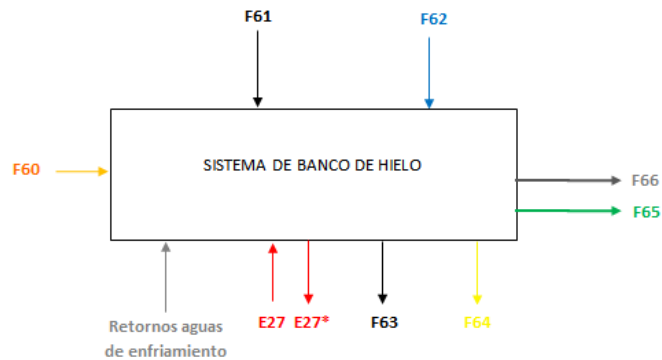 F61
F62
SISTEMA DE BANCO DE HIELO
F60
F66
F65
E27
E27*
F63
F64
Retornos aguas
de enfriamiento